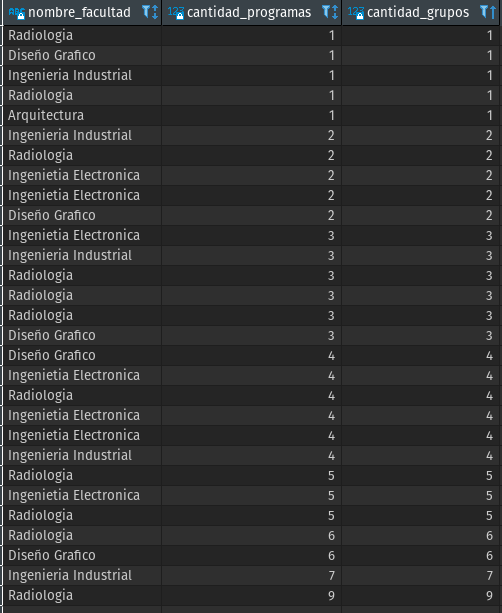 nombre_facultad cantidad_programas cantidad_grupos
Radiologia 1 1
Diseño Grafico 1 1
Ingenieria Industrial 1 1
Radiologia 1 1
Arquitectura 1 1
Ingenieria Industrial 2 2
Radiologia 2 2
Ingenietia Electronica 2 2
Ingenietia Electronica 2 2
Diseño Grafico 2 2
Ingenietia Electronica 3 3
Ingenieria Industrial 3 3
Radiologia 3 3
Radiologia 3 3
Radiologia 3 3
Diseño Grafico 3 3
Diseño Grafico 4 4
Ingenietia Electronica 4 4
Radiologia 4 4
Ingenietia Electronica 4 4
Ingenietia Electronica 4 4
Ingenieria Industrial 4 4
Radiologia 5 5
Ingenietia Electronica 5 5
Radiologia 5 5
Radiologia 6 6
Diseño Grafico 6 6
Ingenieria Industrial 7 7
Radiologia 9 9